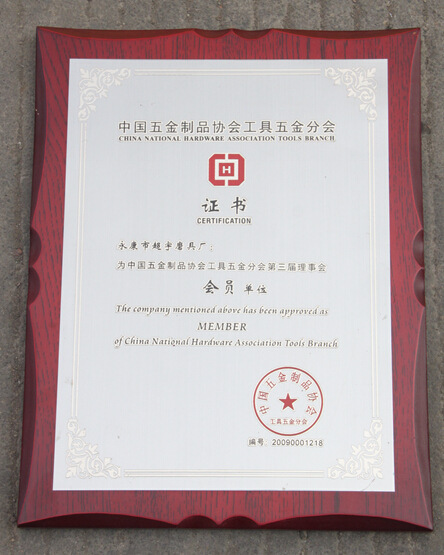 中国五金制品协会工具五金分会
CHINA NATIONAL HARDWARE ASSOCIATION TOOLS BRANCH
H
证书
CERTIFICATION
永康市超宇磨具厂：
为中国五金制品协会工具五金分会第三届理事会
会员单位
The company mentioned above has been approved as
MEMBER
of China National Hardware Association Tools Branch
中国五金制品协会
工具五金分会
编号：20090001218